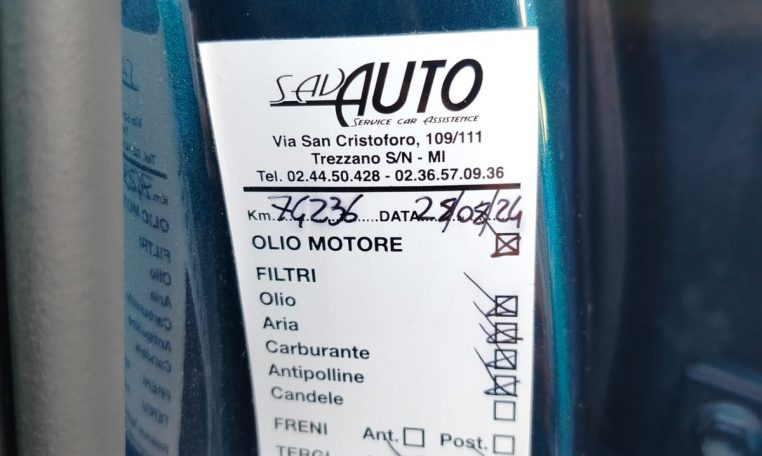 SAV AUTO
SERVICE CAR ASSISTENCE
Via San Cristoforo, 109/111
Trezzano S/N - MI
Tel. 02.44.50.428 - 02.36.57.09.36
Km. 74236 DATA 28/08/24
OLIO MOTORE
FILTRI
Olio
Aria
Carburante
Antipolline
Candele
FRENI Ant. Post.
TERGI